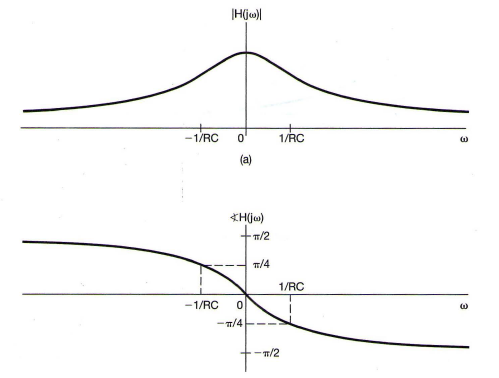 |H(jω)|
−1/RC 0 1/RC ω
(a)
∢H(jω)
π/2
π/4
1/RC
−1/RC 0 ω
−π/4
−π/2